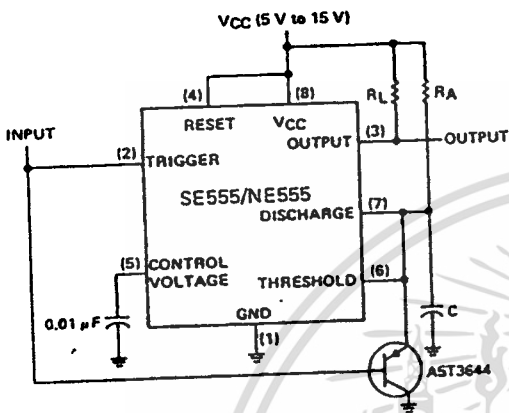 VCC (5 V to 15 V)
(4)
(8)
RL
RA
RESET
VCC
INPUT
OUTPUT
(3)
OUTPUT
(2)
TRIGGER
SE555/NE555
(7)
DISCHARGE
(5)
CONTROL
VOLTAGE
(6)
THRESHOLD
0.01 μF
GND
(1)
C
AST3644